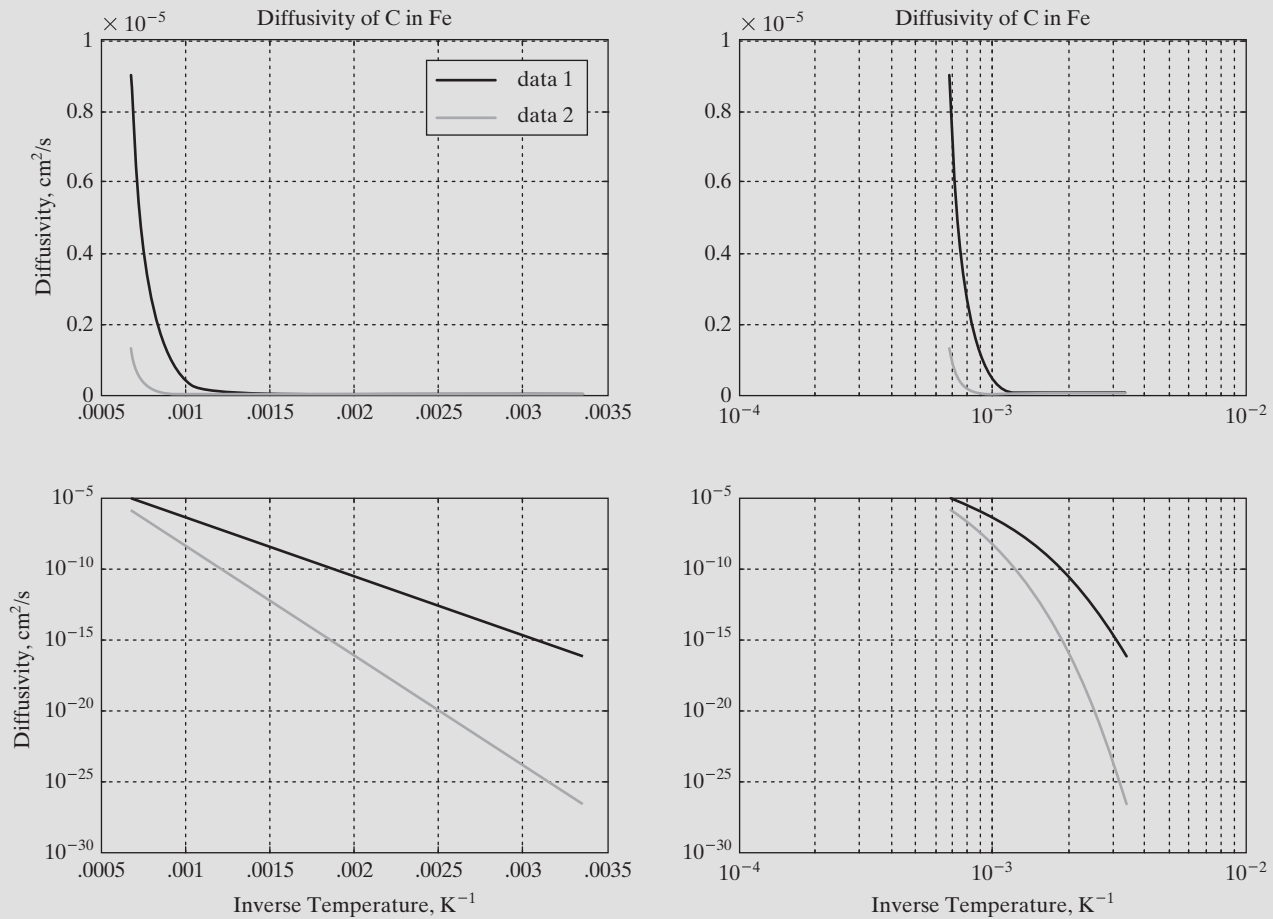 Diffusivity of C in Fe
× 10⁻⁵
1
0.8
0.6
0.4
0.2
0
Diffusivity, cm²/s
data 1
data 2
.0005 .001 .0015 .002 .0025 .003 .0035
Diffusivity of C in Fe
× 10⁻⁵
1
0.8
0.6
0.4
0.2
0
10⁻⁴ 10⁻³ 10⁻²
10⁻⁵
10⁻¹⁰
10⁻¹⁵
10⁻²⁰
10⁻²⁵
10⁻³⁰
Diffusivity, cm²/s
.0005 .001 .0015 .002 .0025 .003 .0035
Inverse Temperature, K⁻¹
10⁻⁵
10⁻¹⁰
10⁻¹⁵
10⁻²⁰
10⁻²⁵
10⁻³⁰
10⁻⁴ 10⁻³ 10⁻²
Inverse Temperature, K⁻¹